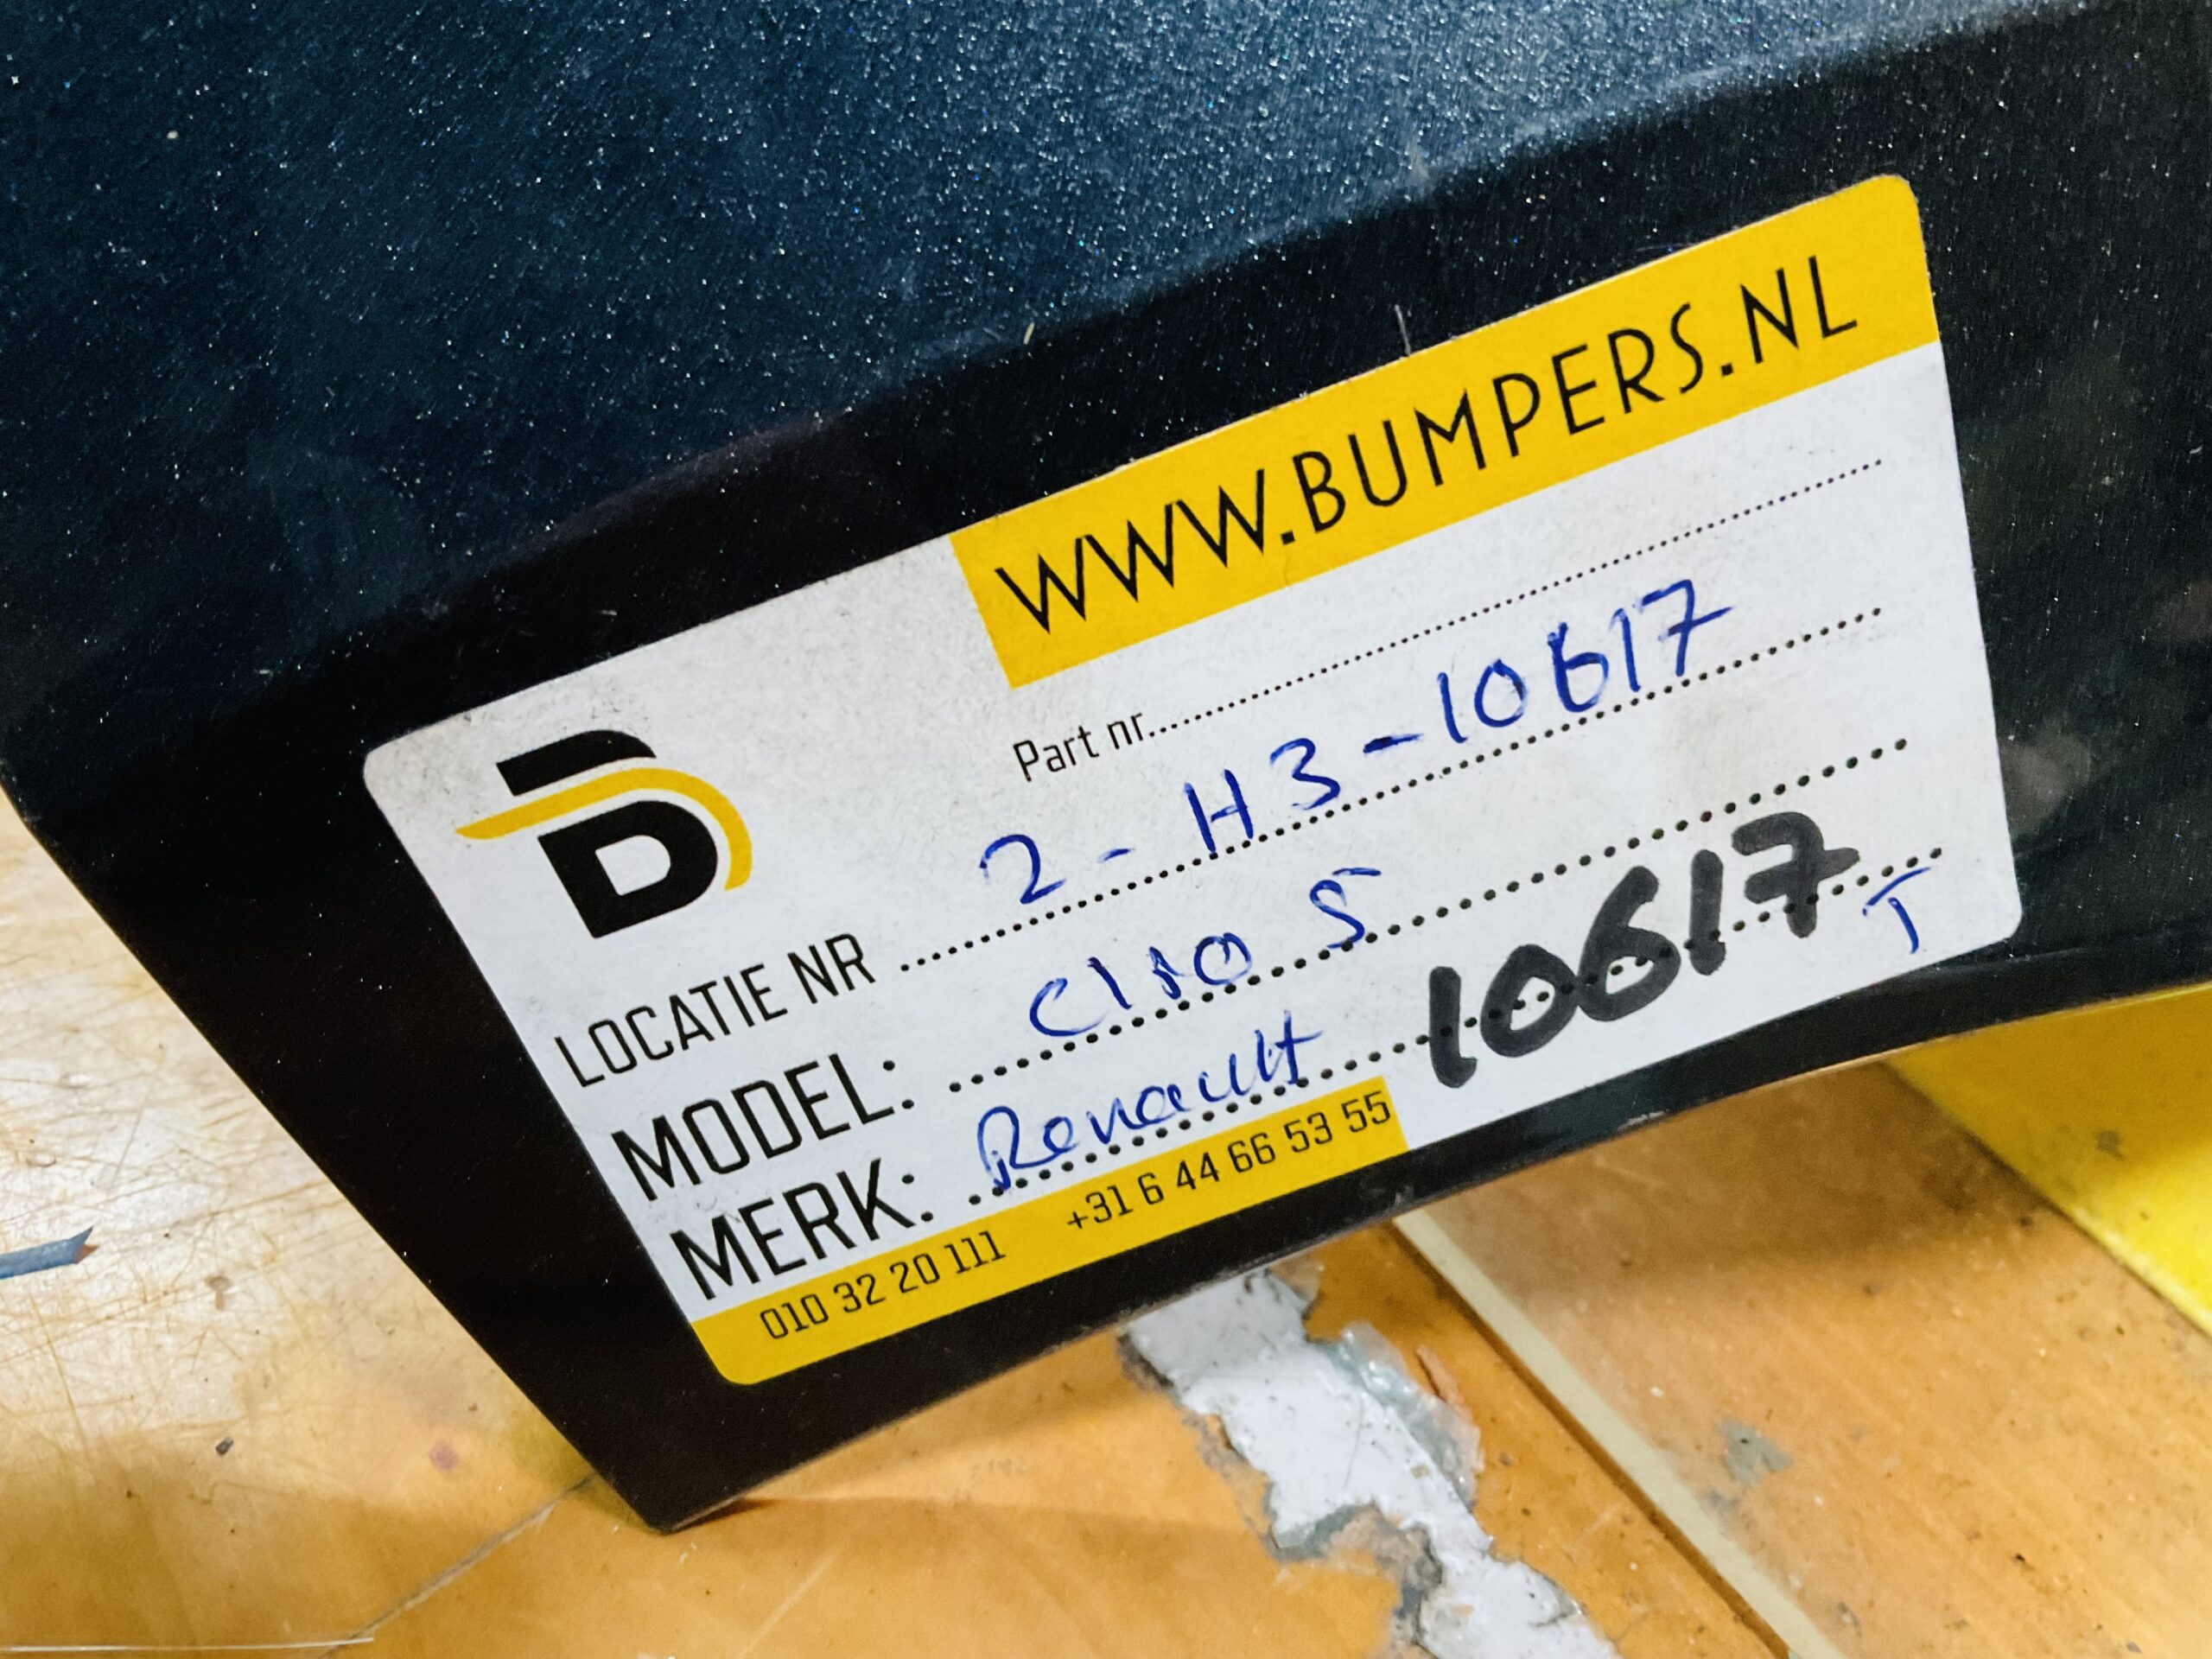 WWW.BUMPERS.NL
Part nr..........
B
LOCATIE NR .......... 2 - H3 - 10617
MODEL: .......... Clio 5
MERK: .......... Renault 10617 T
010 32 20 111 +31 6 44 66 53 55